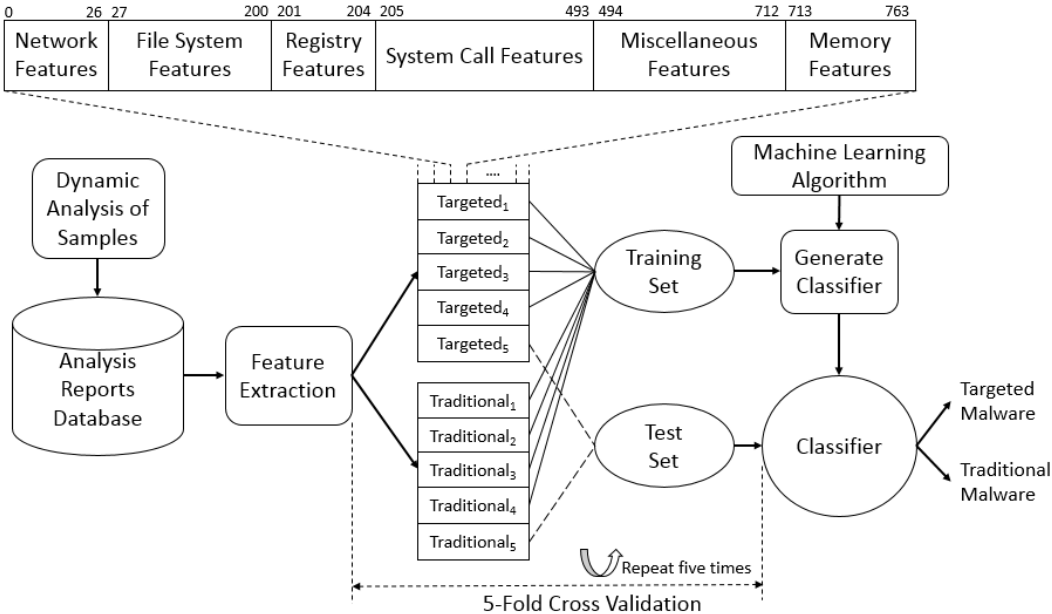 0 26 27 200 201 204 205 493 494 712 713 763
Network Features
File System Features
Registry Features
System Call Features
Miscellaneous Features
Memory Features
Dynamic Analysis of Samples
Analysis Reports Database
Feature Extraction
....
Targeted1
Targeted2
Targeted3
Targeted4
Targeted5
Traditional1
Traditional2
Traditional3
Traditional4
Traditional5
Training Set
Test Set
Machine Learning Algorithm
Generate Classifier
Classifier
Targeted Malware
Traditional Malware
Repeat five times
5-Fold Cross Validation